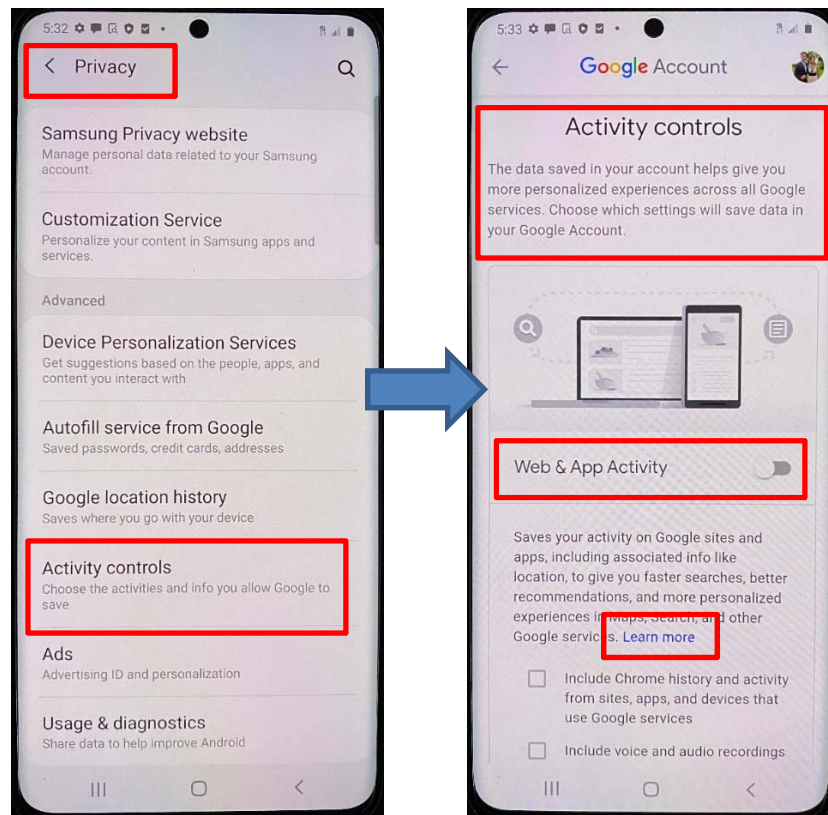 5:32
Privacy
Samsung Privacy website
Manage personal data related to your Samsung
account.
Customization Service
Personalize your content in Samsung apps and
services.
Advanced
Device Personalization Services
Get suggestions based on the people, apps, and
content you interact with
Autofill service from Google
Saved passwords, credit cards, addresses
Google location history
Saves where you go with your device
Activity controls
Choose the activities and info you allow Google to
save
Ads
Advertising ID and personalization
Usage & diagnostics
Share data to help improve Android
5:33
Google Account
Activity controls
The data saved in your account helps give you
more personalized experiences across all Google
services. Choose which settings will save data in
your Google Account.
Web & App Activity
Saves your activity on Google sites and
apps, including associated info like
location, to give you faster searches, better
recommendations, and more personalized
experiences in Maps, Search, and other
Google services. Learn more
Include Chrome history and activity
from sites, apps, and devices that
use Google services
Include voice and audio recordings